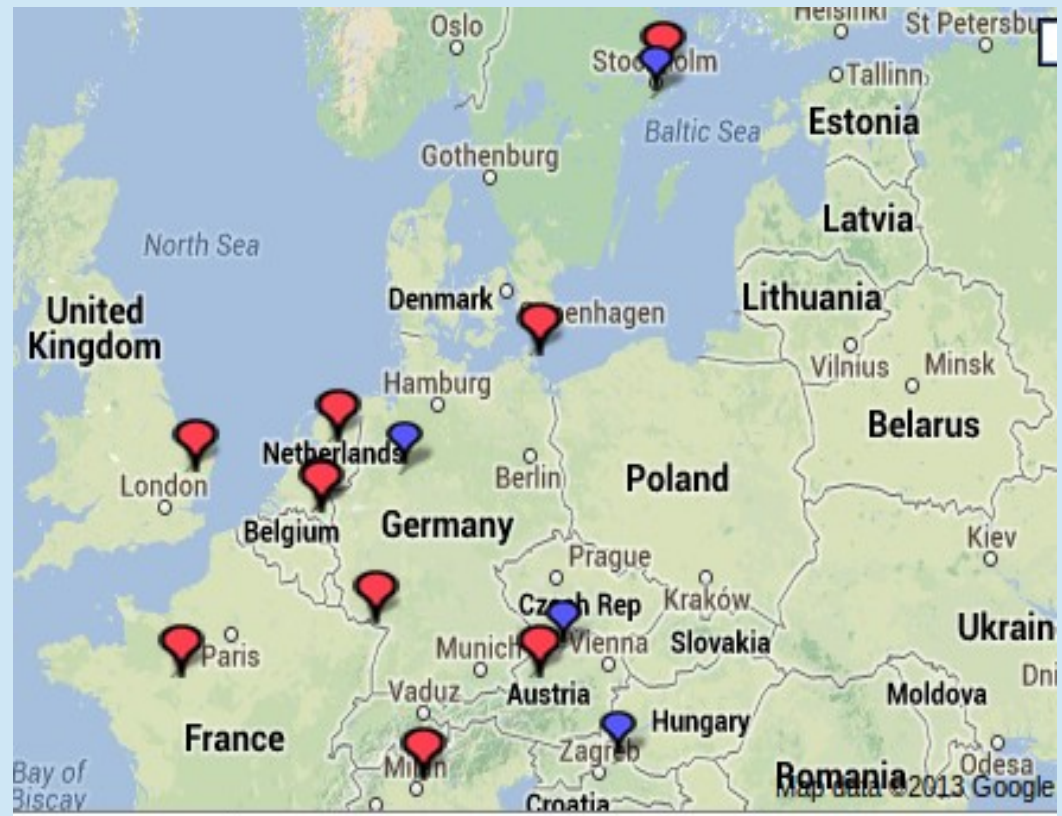 Oslo
Helsinki
St Petersbu
Stockholm
Tallinn
Estonia
Baltic Sea
Gothenburg
Latvia
North Sea
Denmark
Lithuania
United
Kingdom
penhagen
Vilnius
Minsk
Hamburg
Belarus
Netherlands
London
Berlin
Poland
Belgium
Germany
Kiev
Prague
Czech Rep
Kraków
Ukrain
Munich
Vienna
Slovakia
Paris
Vaduz
Austria
Moldova
Dni
Hungary
France
Zagreb
Milan
Bay of
Biscay
Odesa
Romania
Map data ©2013 Google
Croatia